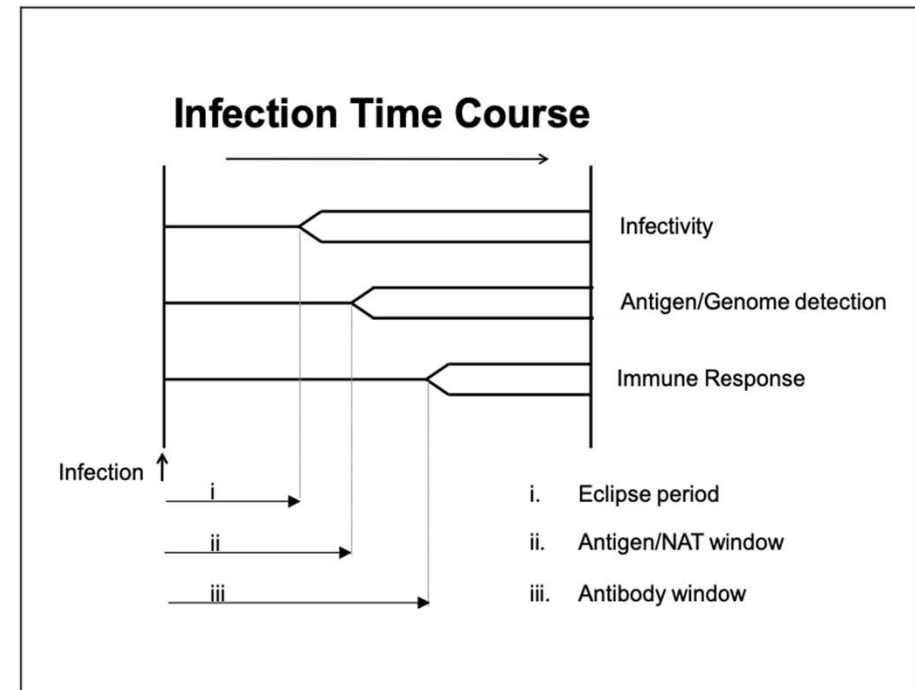 Infection Time Course
Infectivity
Antigen/Genome detection
Immune Response
Infection
i
ii
iii
i. Eclipse period
ii. Antigen/NAT window
iii. Antibody window